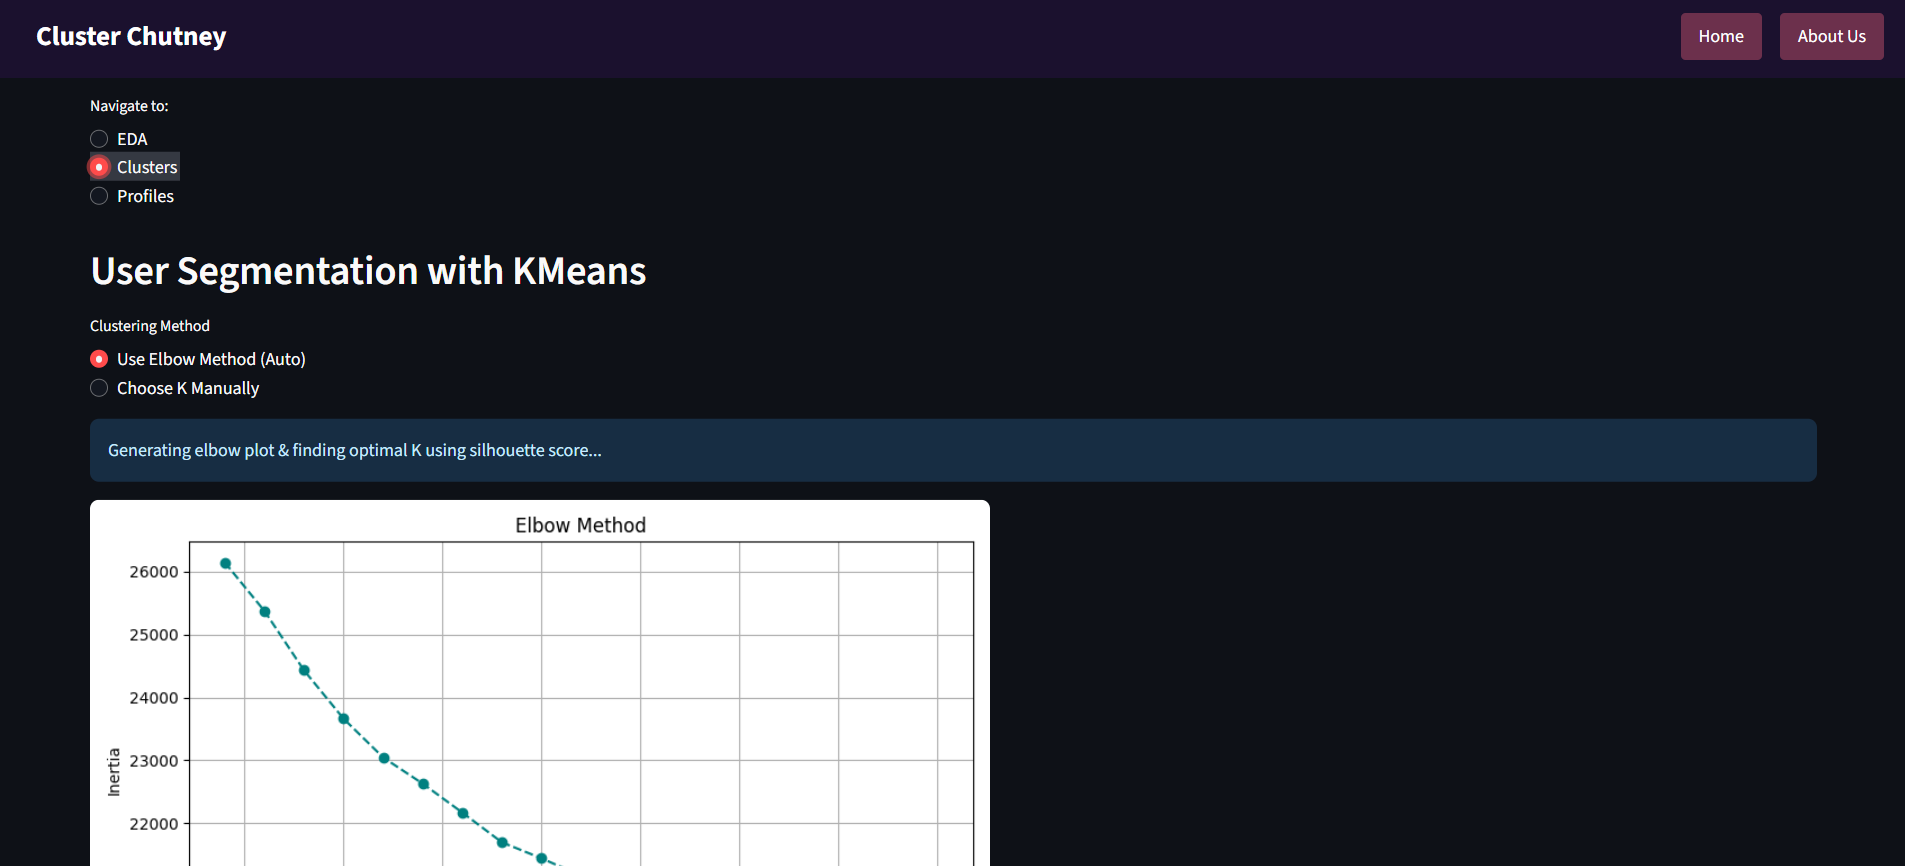 Cluster Chutney
Home
About Us
Navigate to:
EDA
Clusters
Profiles
User Segmentation with KMeans
Clustering Method
Use Elbow Method (Auto)
Choose K Manually
Generating elbow plot & finding optimal K using silhouette score...
Elbow Method
26000
25000
24000
23000
22000
Inertia